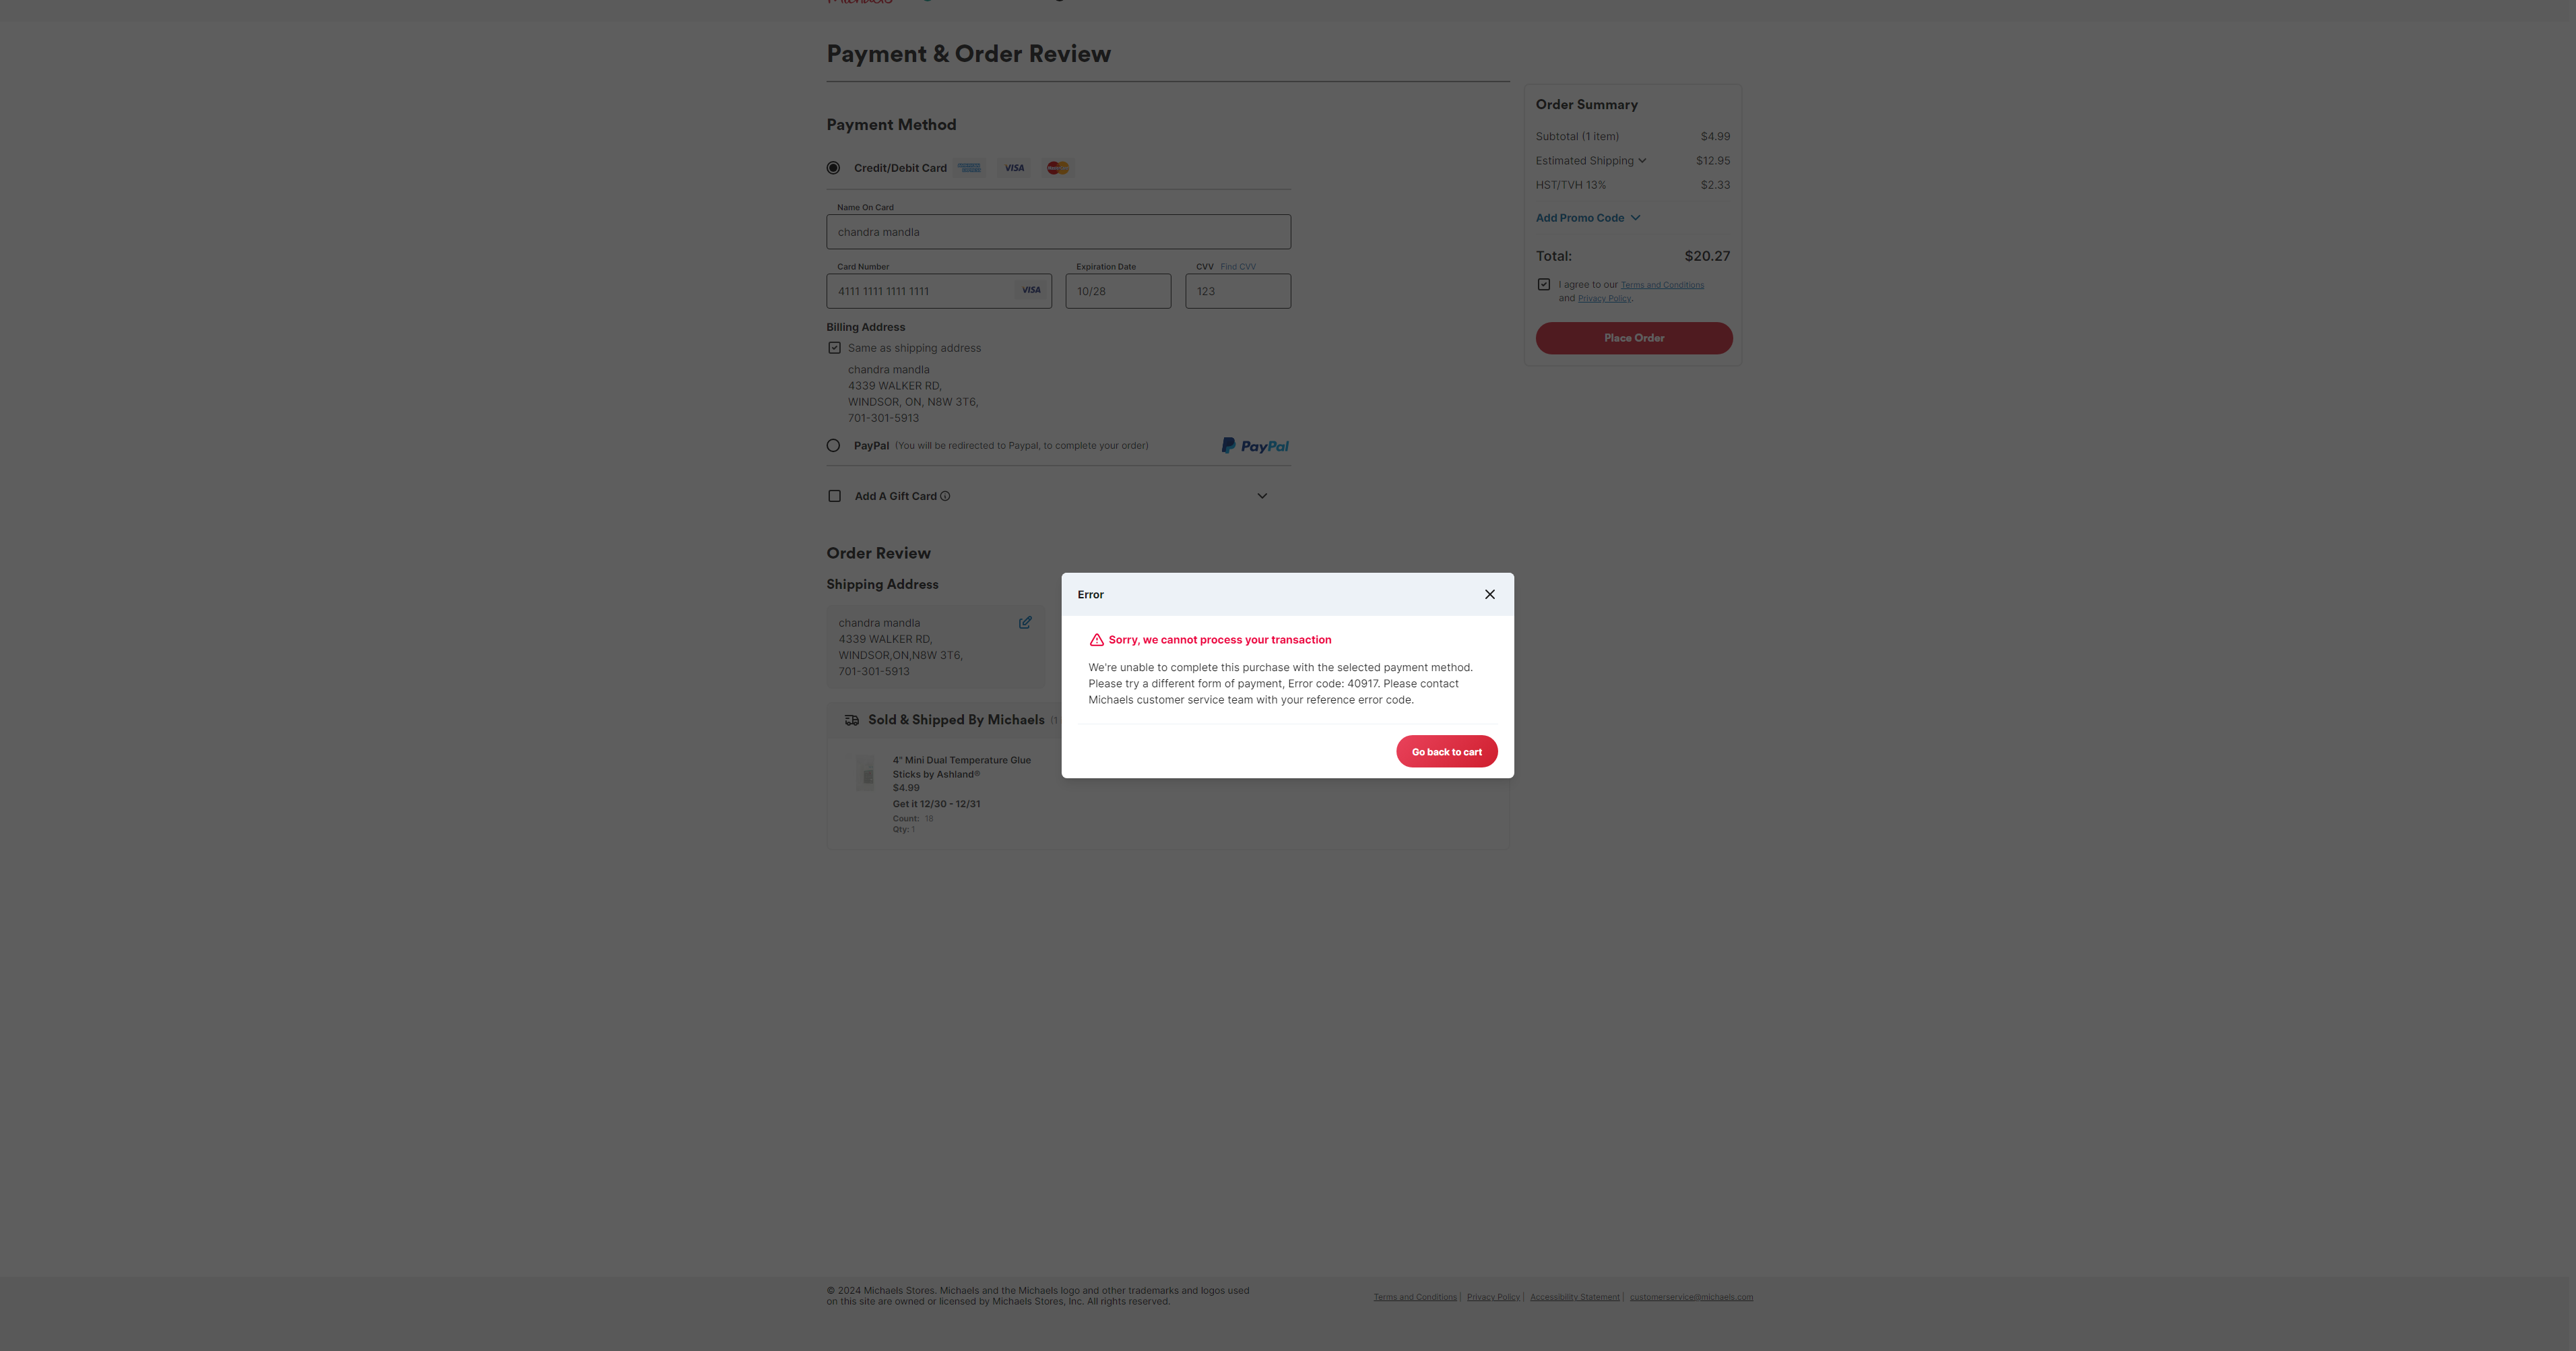 Payment & Order Review
Payment Method
Credit/Debit Card VISA
Name On Card
chandra mandla
Card Number
Expiration Date
CVV Find CVV
4111 1111 1111 1111 VISA
10/28
123
Billing Address
Same as shipping address
chandra mandla
4339 WALKER RD,
WINDSOR, ON, N8W 3T6,
701-301-5913
PayPal (You will be redirected to Paypal, to complete your order) PayPal
Add A Gift Card
Order Summary
Subtotal (1 item) $4.99
Estimated Shipping $12.95
HST/TVH 13% $2.33
Add Promo Code
Total: $20.27
I agree to our Terms and Conditions
and Privacy Policy.
Place Order
Order Review
Shipping Address
chandra mandla
4339 WALKER RD,
WINDSOR,ON,N8W 3T6,
701-301-5913
Sold & Shipped By Michaels (1
4" Mini Dual Temperature Glue
Sticks by Ashland®
$4.99
Get it 12/30 - 12/31
Count: 18
Qty: 1
Error
Sorry, we cannot process your transaction
We're unable to complete this purchase with the selected payment method.
Please try a different form of payment, Error code: 40917. Please contact
Michaels customer service team with your reference error code.
Go back to cart
© 2024 Michaels Stores. Michaels and the Michaels logo and other trademarks and logos used
on this site are owned or licensed by Michaels Stores, Inc. All rights reserved.
Terms and Conditions | Privacy Policy | Accessibility Statement | customerservice@michaels.com